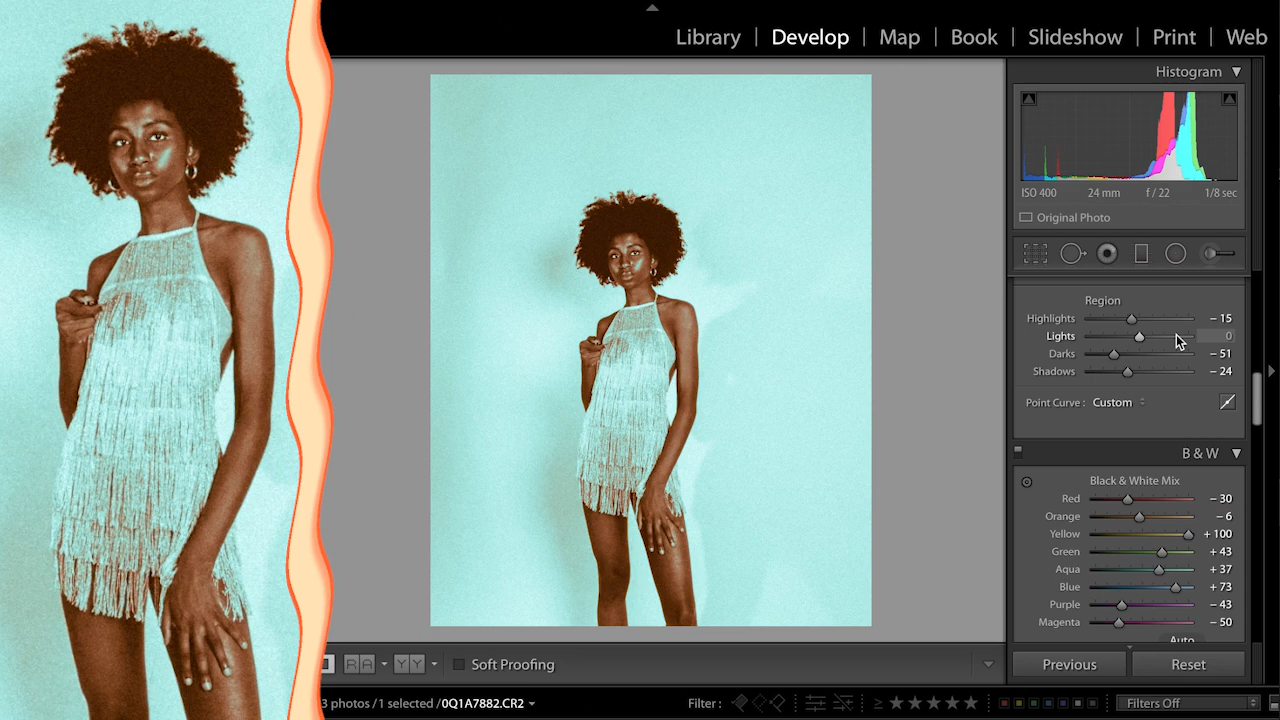 Library | Develop | Map | Book | Slideshow | Print | Web
Histogram
ISO 400 24 mm f / 22 1/8 sec
Original Photo
Region
Highlights – 15
Lights 0
Darks – 51
Shadows – 24
Point Curve : Custom
B & W
Black & White Mix
Red – 30
Orange – 6
Yellow + 100
Green + 43
Aqua + 37
Blue + 73
Purple – 43
Magenta – 50
Auto
Previous Reset
R A Y Y Soft Proofing
3 photos / 1 selected / 0Q1A7882.CR2 Filter : ≥ ★ ★ ★ ★ ★ Filters Off